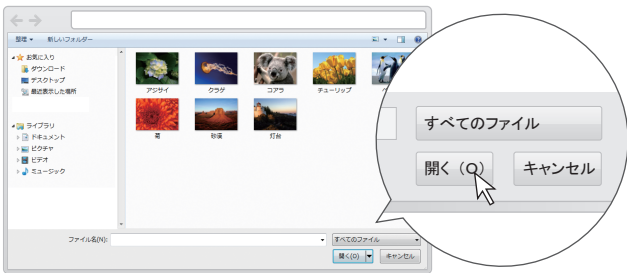 整理 ▼ 新しいフォルダー
お気に入り
ダウンロード
デスクトップ
最近表示した場所
ライブラリ
ドキュメント
ピクチャ
ビデオ
ミュージック
アジサイ クラゲ コアラ チューリップ ペ
菊 砂漠 灯台
ファイル名(N):
すべてのファイル
開く(O) キャンセル
すべてのファイル
開く (O) キャンセル